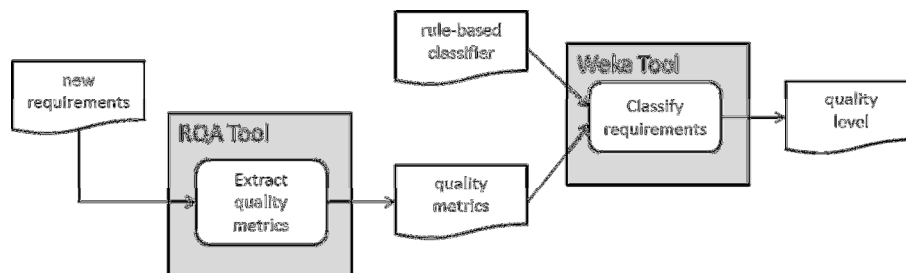 new
requirements
RQA Tool
Extract
quality
metrics
rule-based
classifier
quality
metrics
Weka Tool
Classify
requirements
quality
level